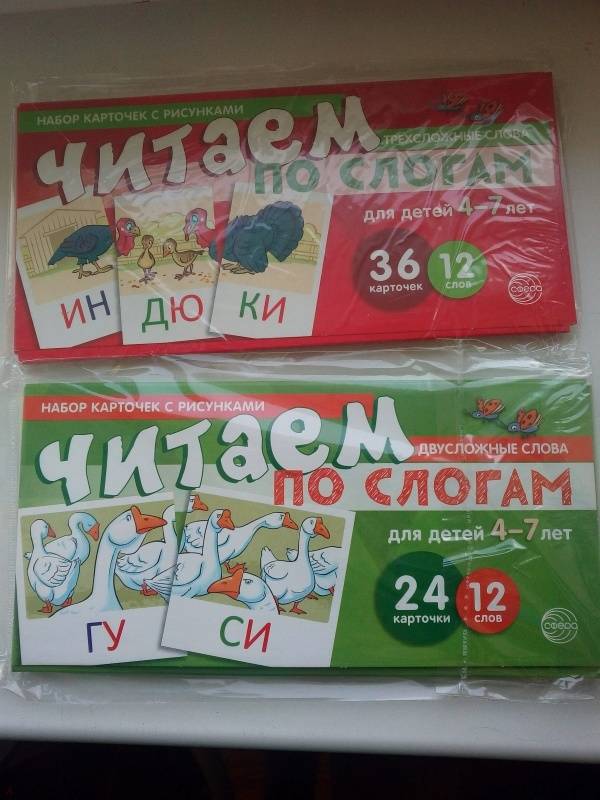 НАБОР КАРТОЧЕК С РИСУНКАМИ
ЧИТАЕМ
ТРЕХСЛОЖНЫЕ СЛОВА
ПО СЛОГАМ
для детей 4–7 лет
36
карточек
12
слов
ИН
ДЮ
КИ
сфера
НАБОР КАРТОЧЕК С РИСУНКАМИ
ЧИТАЕМ
ДВУСЛОЖНЫЕ СЛОВА
ПО СЛОГАМ
для детей 4–7 лет
24
карточки
12
слов
ГУ
СИ
сфера